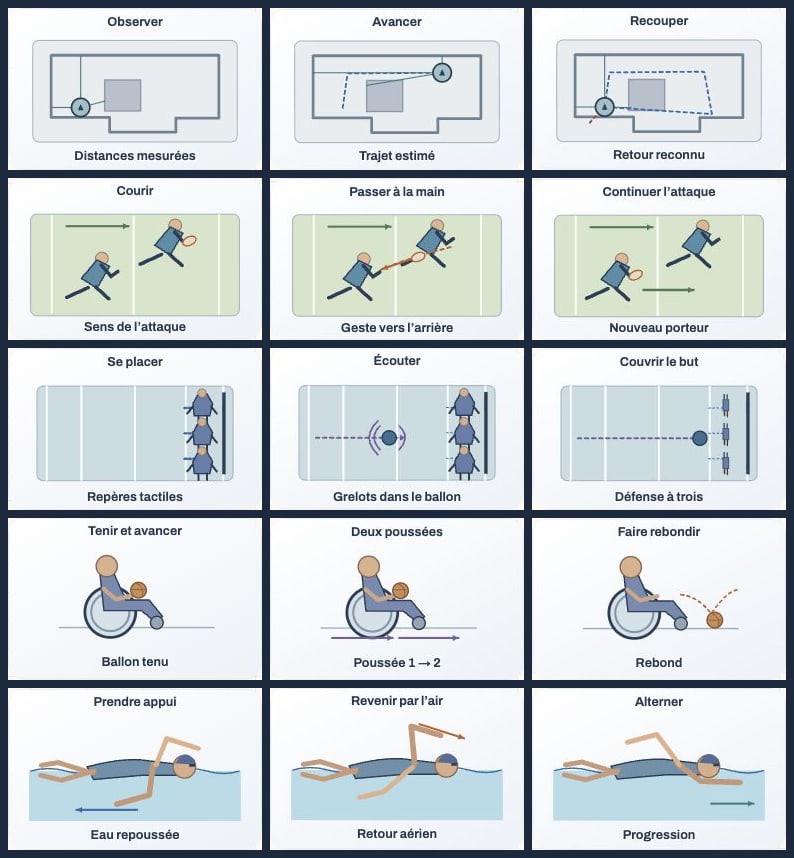 Observer
Avancer
Recouper
Distances mesurées
Trajet estimé
Retour reconnu
Courir
Passer à la main
Continuer l'attaque
Sens de l'attaque
Geste vers l'arrière
Nouveau porteur
Se placer
Écouter
Couvrir le but
Repères tactiles
Grelots dans le ballon
Défense à trois
Tenir et avancer
Deux poussées
Faire rebondir
Ballon tenu
Poussée 1 → 2
Rebond
Prendre appui
Revenir par l'air
Alterner
Eau repoussée
Retour aérien
Progression